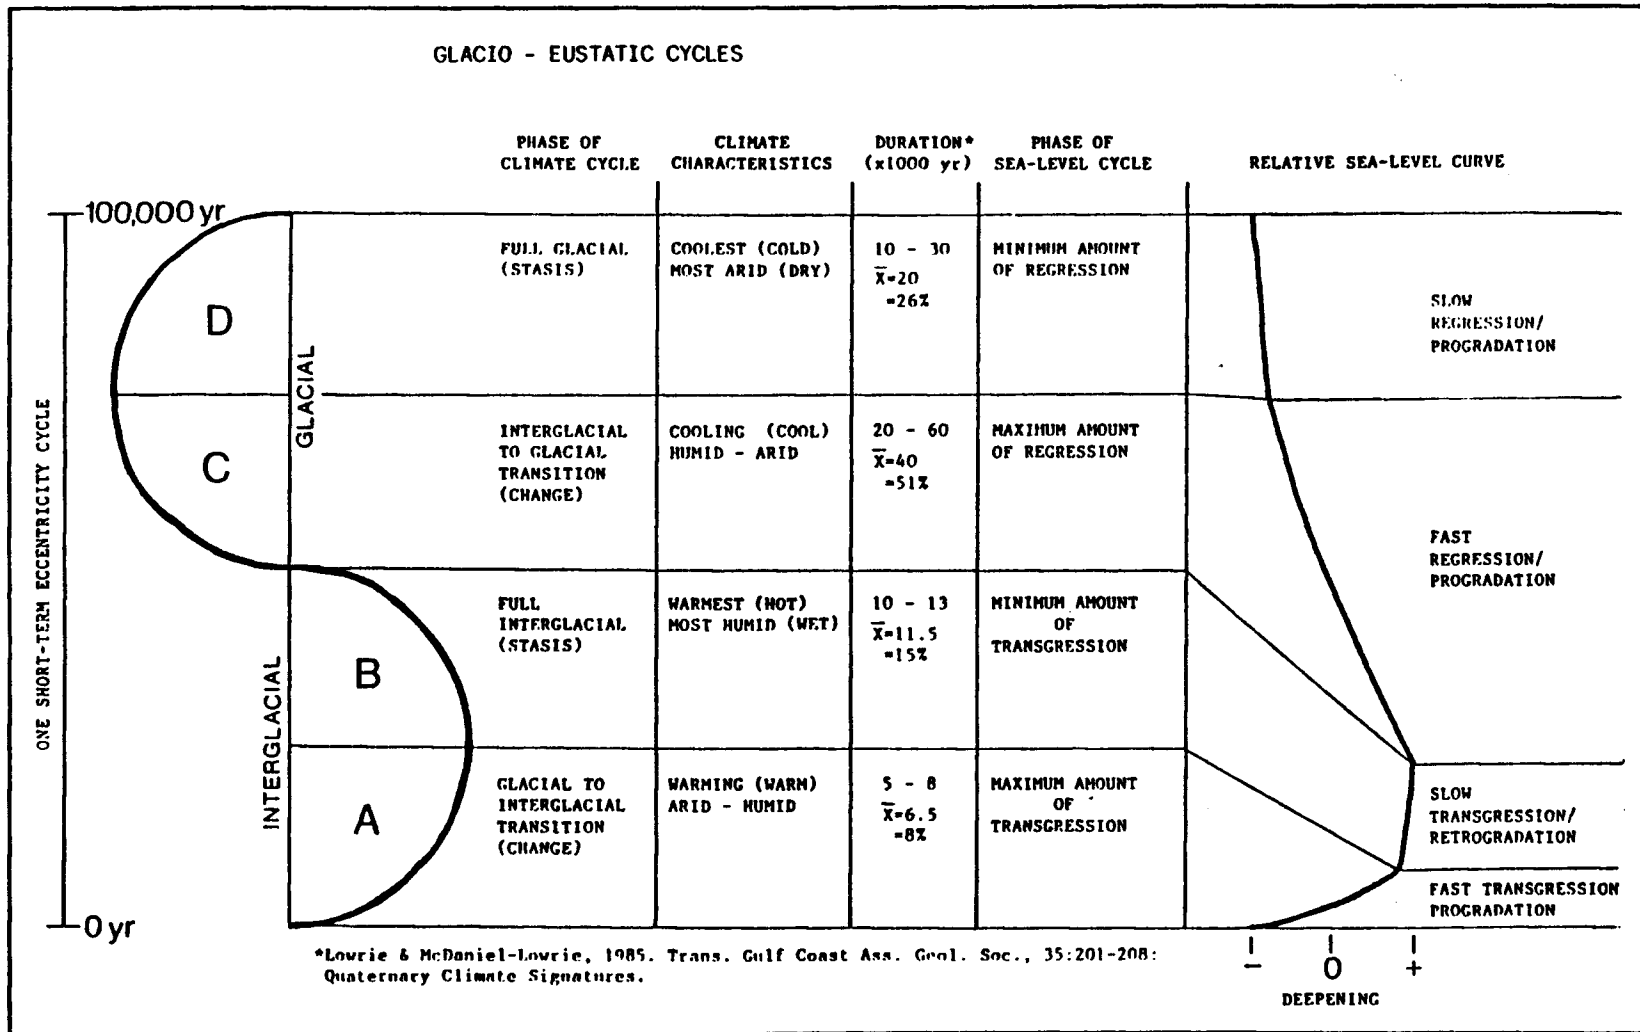 GLACIO - EUSTATIC CYCLES
PHASE OF
CLIMATE CYCLE
CLIMATE
CHARACTERISTICS
DURATION*
(x1000 yr)
PHASE OF
SEA-LEVEL CYCLE
RELATIVE SEA-LEVEL CURVE
ONE SHORT-TERM ECCENTRICITY CYCLE
100,000 yr
0 yr
GLACIAL
INTERGLACIAL
D
FULL GLACIAL
(STASIS)
COOLEST (COLD)
MOST ARID (DRY)
10 - 30
X̅=20
=26%
MINIMUM AMOUNT
OF REGRESSION
SLOW
REGRESSION/
PROGRADATION
C
INTERGLACIAL
TO GLACIAL
TRANSITION
(CHANGE)
COOLING (COOL)
HUMID - ARID
20 - 60
X̅=40
=51%
MAXIMUM AMOUNT
OF REGRESSION
FAST
REGRESSION/
PROGRADATION
B
FULL
INTERGLACIAL
(STASIS)
WARMEST (HOT)
MOST HUMID (WET)
10 - 13
X̅=11.5
=15%
MINIMUM AMOUNT
OF
TRANSGRESSION
SLOW
TRANSGRESSION/
RETROGRADATION
A
GLACIAL TO
INTERGLACIAL
TRANSITION
(CHANGE)
WARMING (WARM)
ARID - HUMID
5 - 8
X̅=6.5
=8%
MAXIMUM AMOUNT
OF
TRANSGRESSION
FAST TRANSGRESSION
PROGRADATION
- 0 +
DEEPENING
*Lowrie & McDaniel-Lowrie, 1985. Trans. Gulf Coast Ass. Geol. Soc., 35:201-208:
Quaternary Climate Signatures.